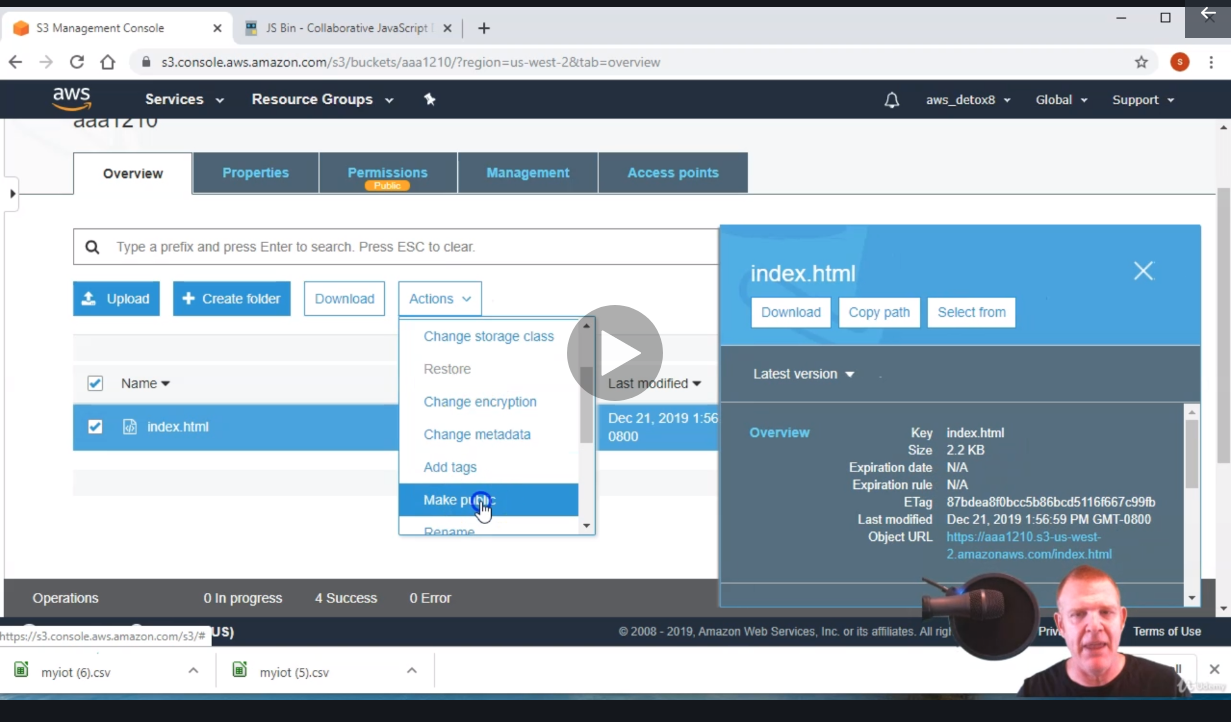 S3 Management Console
JS Bin - Collaborative JavaScript
s3.console.aws.amazon.com/s3/buckets/aaa1210/?region=us-west-2&tab=overview
s
aws
Services
Resource Groups
aws_detox8
Global
Support
aaa1210
Overview
Properties
Permissions
Public
Management
Access points
Type a prefix and press Enter to search. Press ESC to clear.
Upload
Create folder
Download
Actions
Change storage class
Restore
Change encryption
Change metadata
Add tags
Make public
Rename
Name
Last modified
index.html
Dec 21, 2019 1:56
0800
index.html
Download
Copy path
Select from
Latest version
Overview
Key index.html
Size 2.2 KB
Expiration date N/A
Expiration rule N/A
ETag 87bdea8f0bcc5b86bcd5116f667c99fb
Last modified Dec 21, 2019 1:56:59 PM GMT-0800
Object URL https://aaa1210.s3-us-west-
2.amazonaws.com/index.html
Operations
0 In progress
4 Success
0 Error
https://s3.console.aws.amazon.com/s3/#
US)
© 2008 - 2019, Amazon Web Services, Inc. or its affiliates. All rig
Priv
Terms of Use
myiot (6).csv
myiot (5).csv
Udemy